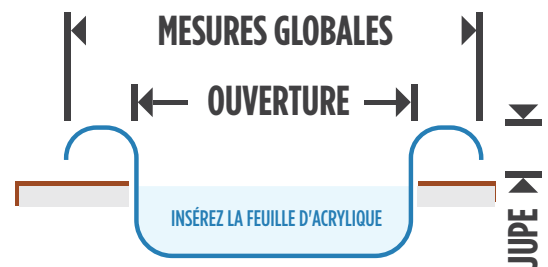 MESURES GLOBALES
OUVERTURE
INSÉREZ LA FEUILLE D'ACRYLIQUE
JUPE